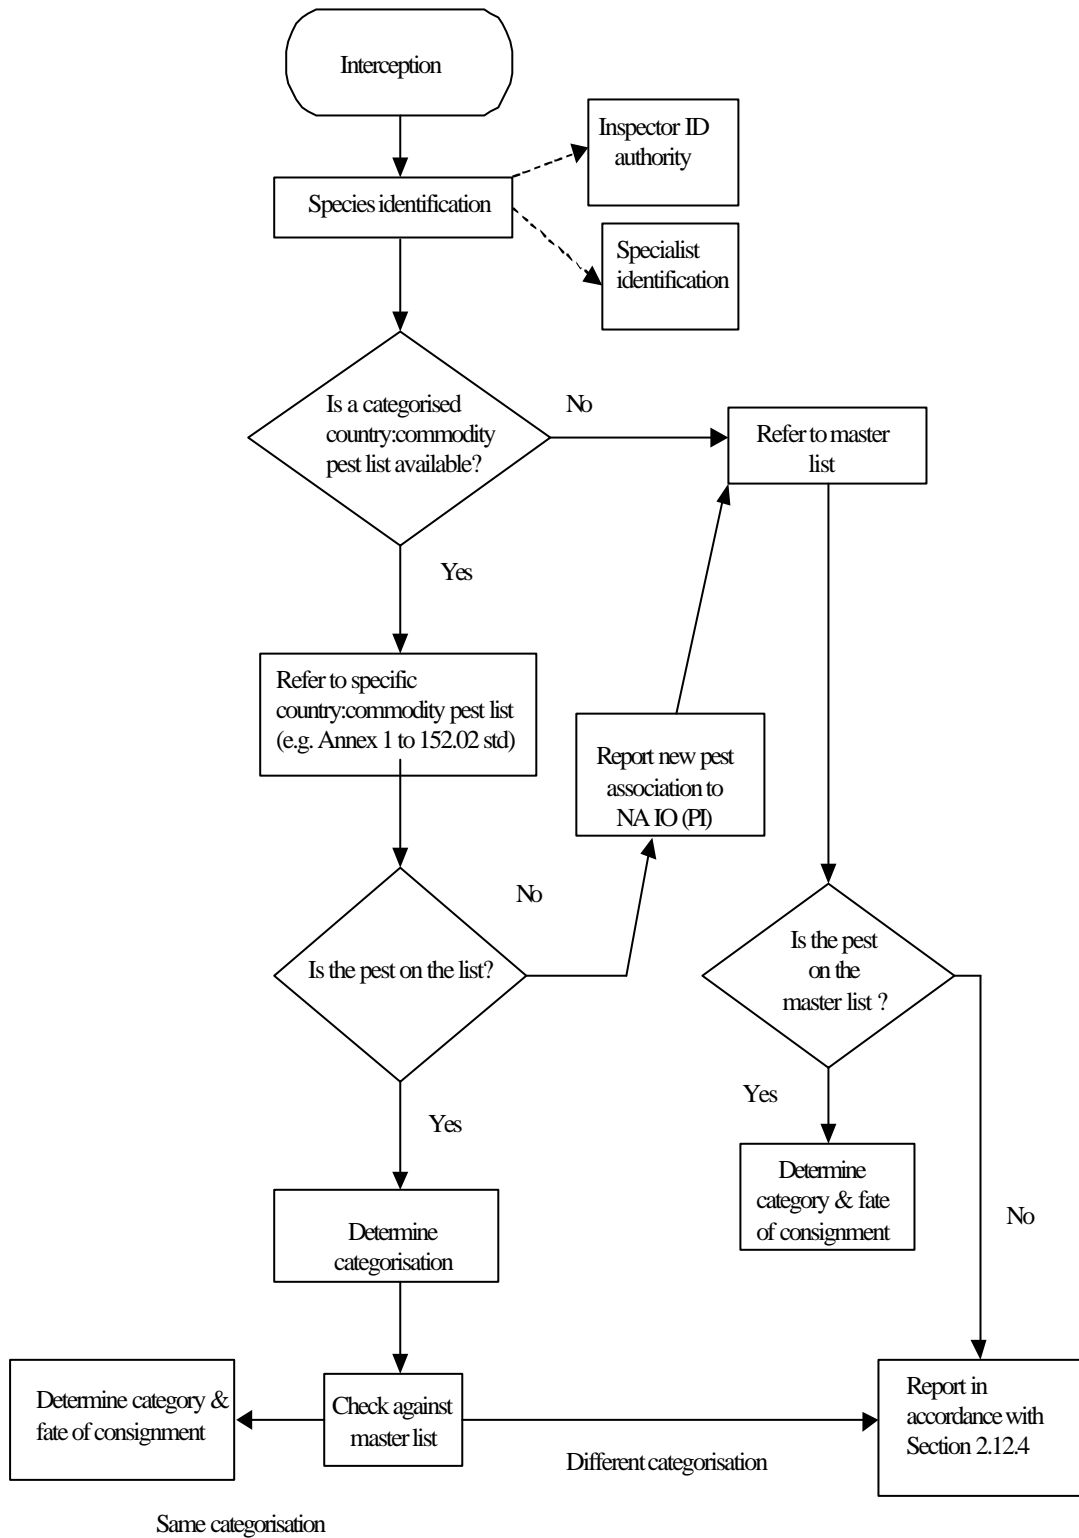 Interception
Inspector ID
authority
Species identification
Specialist
identification
Is a categorised
country:commodity
pest list available?
No
Refer to master
list
Yes
Refer to specific
country:commodity pest list
(e.g. Annex 1 to 152.02 std)
Report new pest
association to
NA IO (PI)
No
Is the pest on the list?
Is the pest
on the
master list ?
Yes
Yes
Determine
category & fate
of consignment
No
Determine
categorisation
Determine category &
fate of consignment
Check against
master list
Report in
accordance with
Section 2.12.4
Different categorisation
Same categorisation